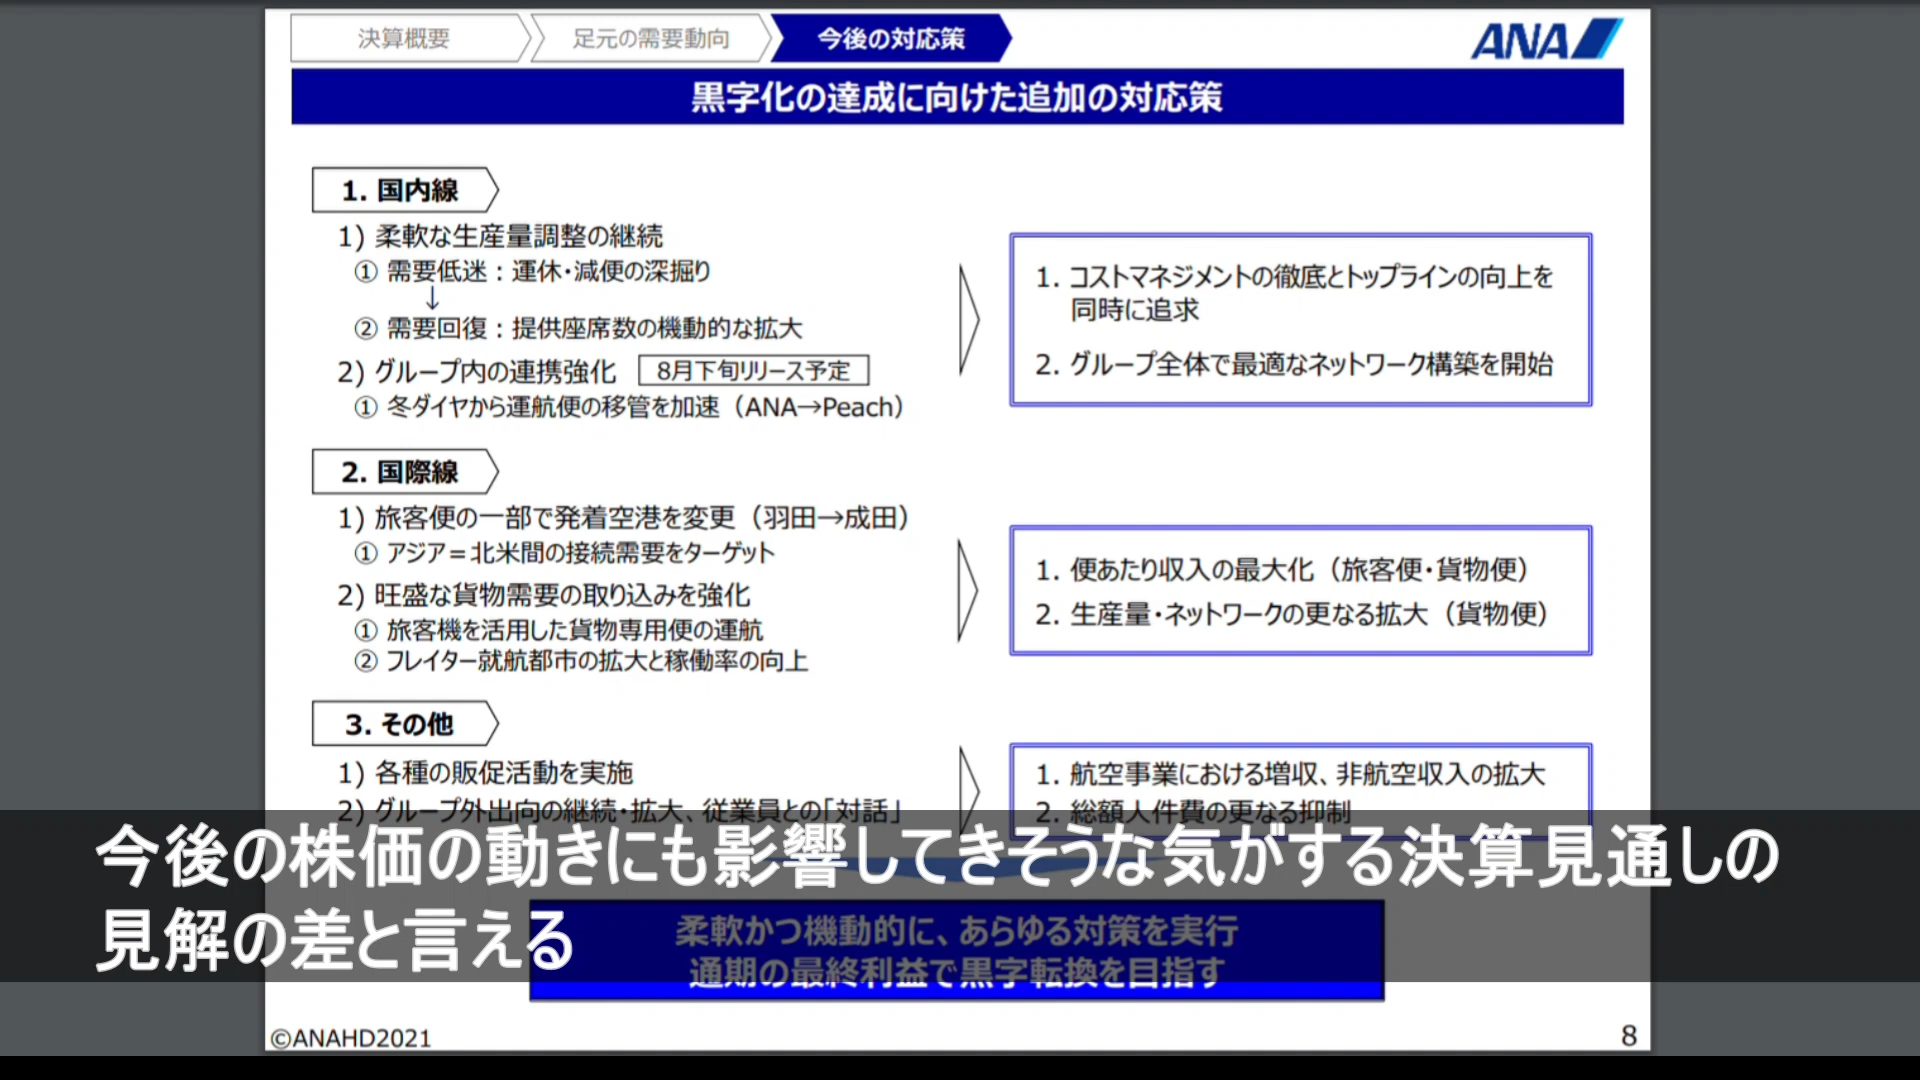 決算概要
足元の需要動向
今後の対応策
ANA
黒字化の達成に向けた追加の対応策
1. 国内線
1) 柔軟な生産量調整の継続
① 需要低迷：運休・減便の深掘り
↓
② 需要回復：提供座席数の機動的な拡大
2) グループ内の連携強化 8月下旬リリース予定
① 冬ダイヤから運航便の移管を加速（ANA→Peach）
1. コストマネジメントの徹底とトップラインの向上を
同時に追求
2. グループ全体で最適なネットワーク構築を開始
2. 国際線
1) 旅客便の一部で発着空港を変更（羽田→成田）
① アジア＝北米間の接続需要をターゲット
2) 旺盛な貨物需要の取り込みを強化
① 旅客機を活用した貨物専用便の運航
② フレイター就航都市の拡大と稼働率の向上
1. 便あたり収入の最大化（旅客便・貨物便）
2. 生産量・ネットワークの更なる拡大（貨物便）
3. その他
1) 各種の販促活動を実施
2) グループ外出向の継続・拡大、従業員との「対話」
1. 航空事業における増収、非航空収入の拡大
2. 総額人件費の更なる抑制
今後の株価の動きにも影響してきそうな気がする決算見通しの
見解の差と言える
柔軟かつ機動的に、あらゆる対策を実行
通期の最終利益で黒字転換を目指す
©ANAHD2021
8